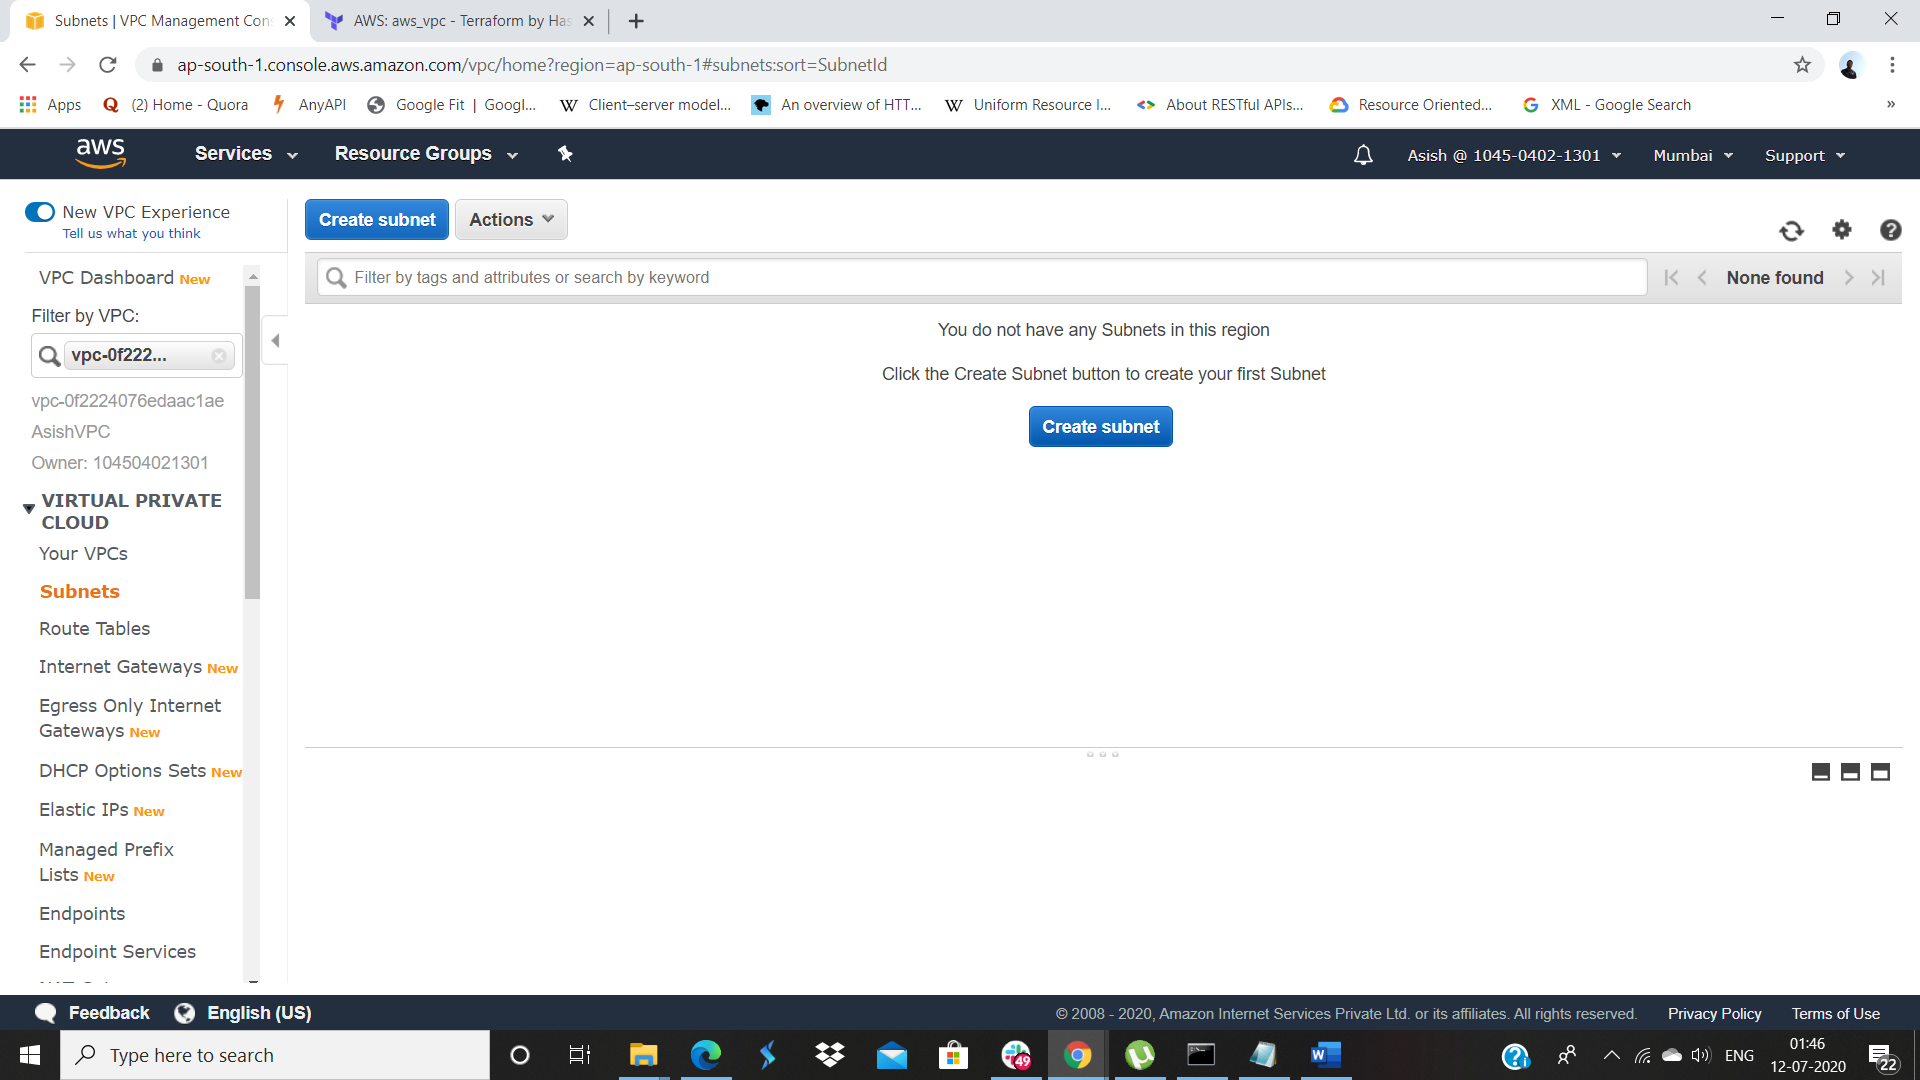 Subnets | VPC Management Con
AWS: aws_vpc - Terraform by Has
ap-south-1.console.aws.amazon.com/vpc/home?region=ap-south-1#subnets:sort=SubnetId
Apps
(2) Home - Quora
AnyAPI
Google Fit | Googl...
Client–server model...
An overview of HTT...
Uniform Resource I...
About RESTful APIs...
Resource Oriented...
XML - Google Search
»
aws
Services
Resource Groups
Asish @ 1045-0402-1301
Mumbai
Support
New VPC Experience
Tell us what you think
Create subnet
Actions
VPC Dashboard New
Filter by VPC:
vpc-0f222...
vpc-0f2224076edaac1ae
AsishVPC
Owner: 104504021301
VIRTUAL PRIVATE
CLOUD
Your VPCs
Subnets
Route Tables
Internet Gateways New
Egress Only Internet
Gateways New
DHCP Options Sets New
Elastic IPs New
Managed Prefix
Lists New
Endpoints
Endpoint Services
Filter by tags and attributes or search by keyword
None found
You do not have any Subnets in this region
Click the Create Subnet button to create your first Subnet
Create subnet
Feedback
English (US)
© 2008 - 2020, Amazon Internet Services Private Ltd. or its affiliates. All rights reserved.
Privacy Policy
Terms of Use
Type here to search
49
ENG
01:46
12-07-2020
22